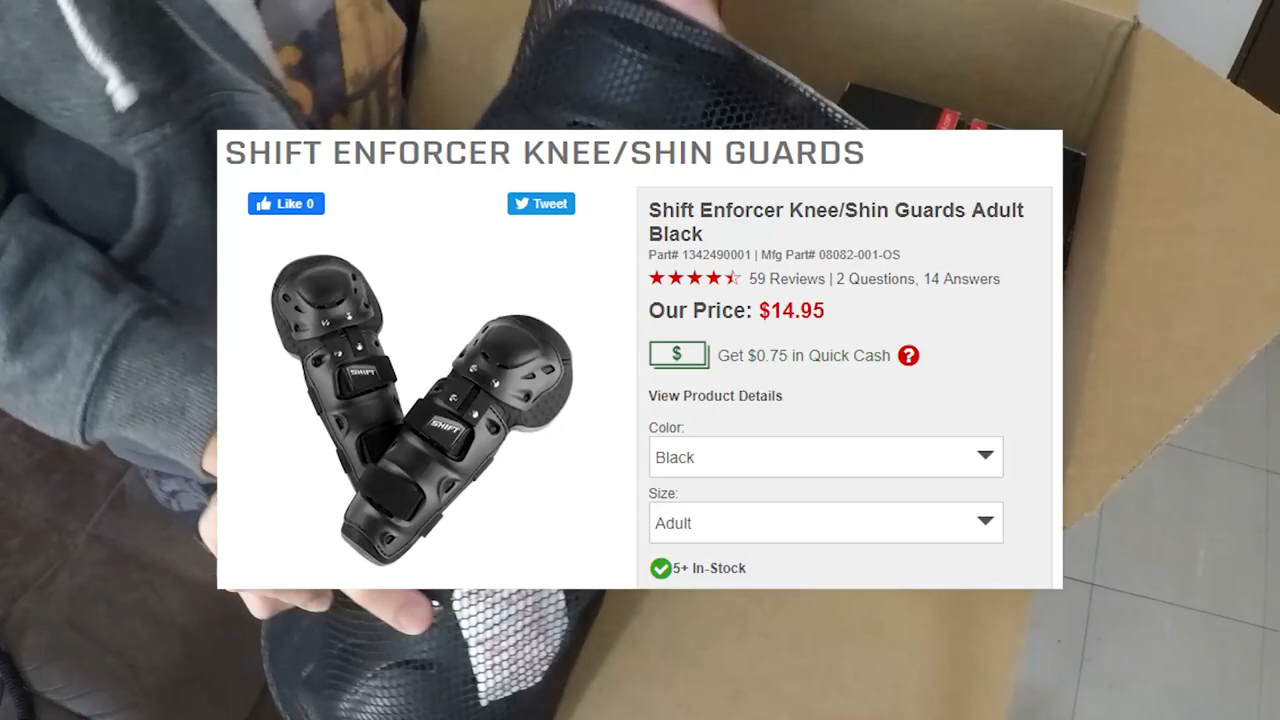 SHIFT ENFORCER KNEE/SHIN GUARDS
Like 0
Tweet
Shift Enforcer Knee/Shin Guards Adult
Black
Part# 1342490001 | Mfg Part# 08082-001-OS
59 Reviews | 2 Questions, 14 Answers
Our Price: $14.95
$ Get $0.75 in Quick Cash ?
View Product Details
Color:
Black
Size:
Adult
5+ In-Stock
SHIFT
SHIFT